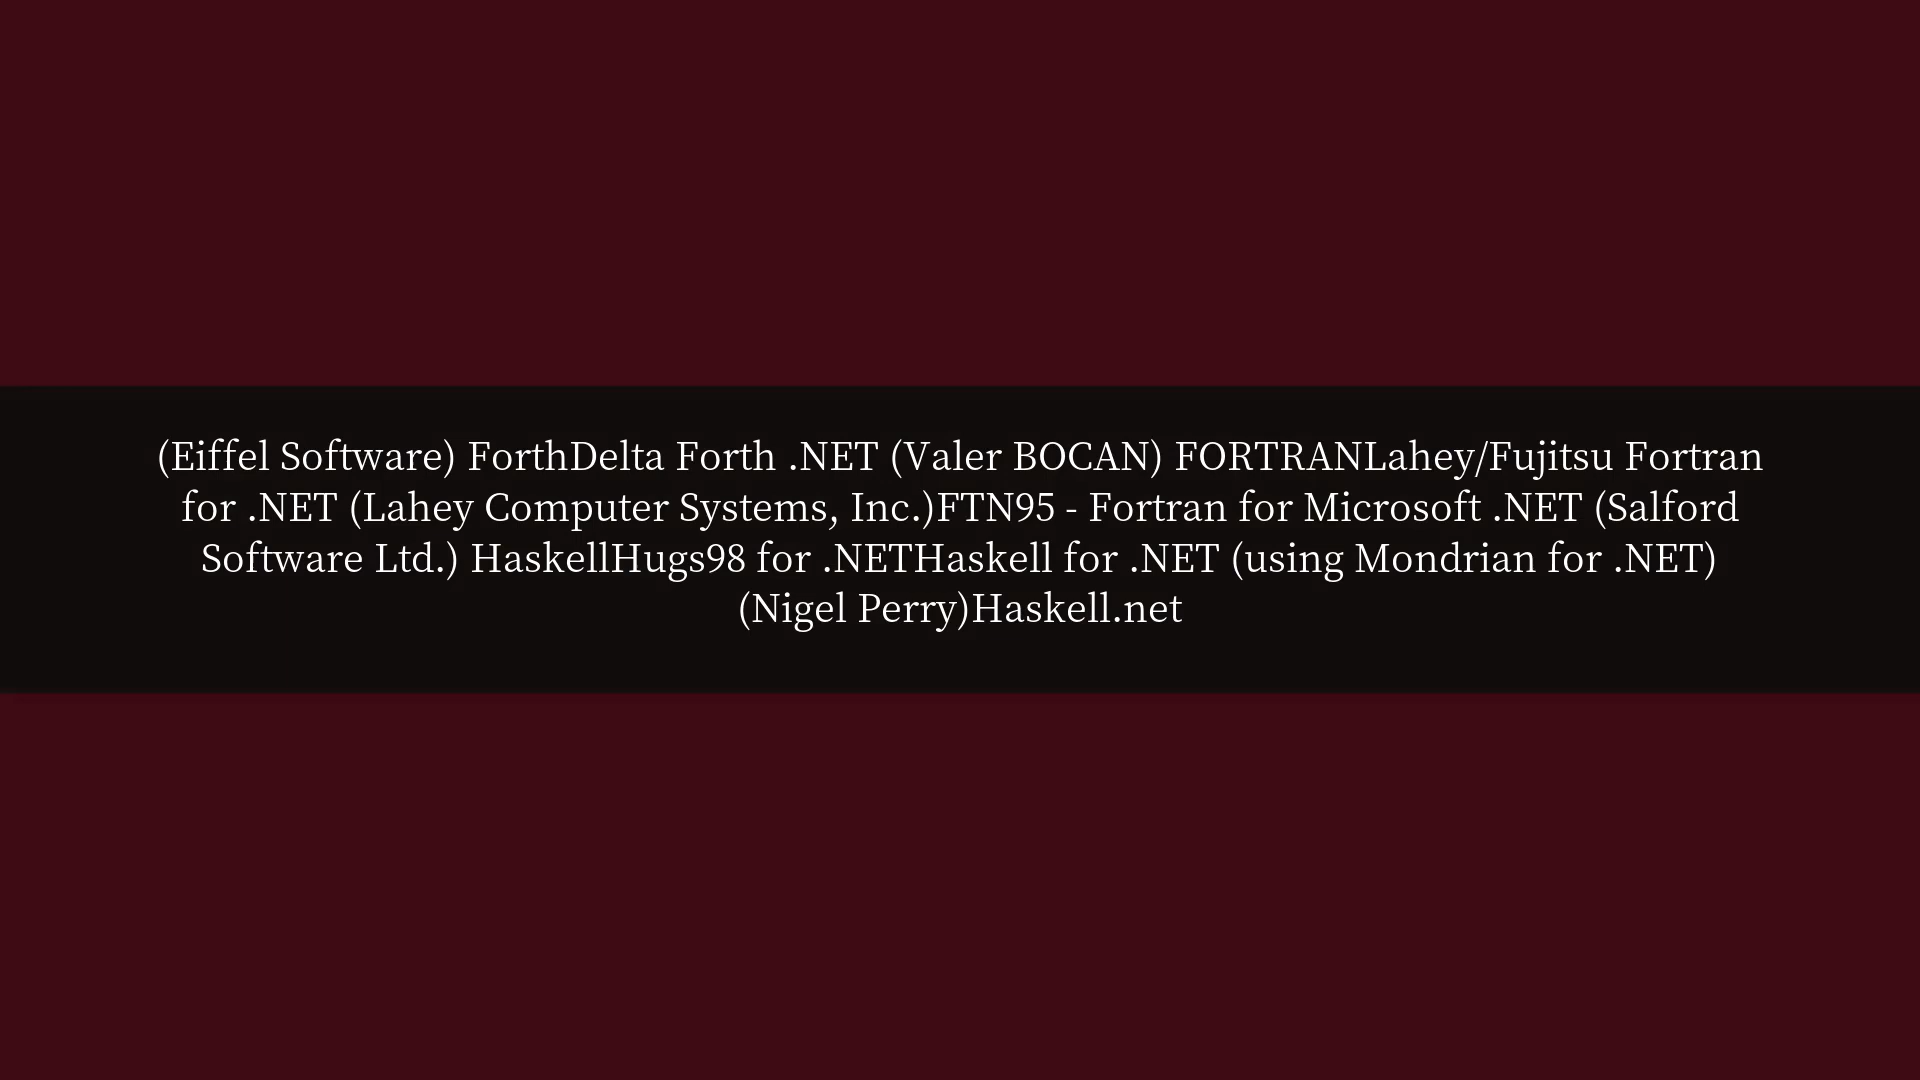 (Eiffel Software) ForthDelta Forth .NET (Valer BOCAN) FORTRANLahey/Fujitsu Fortran
for .NET (Lahey Computer Systems, Inc.)FTN95 - Fortran for Microsoft .NET (Salford
Software Ltd.) HaskellHugs98 for .NETHaskell for .NET (using Mondrian for .NET)
(Nigel Perry)Haskell.net